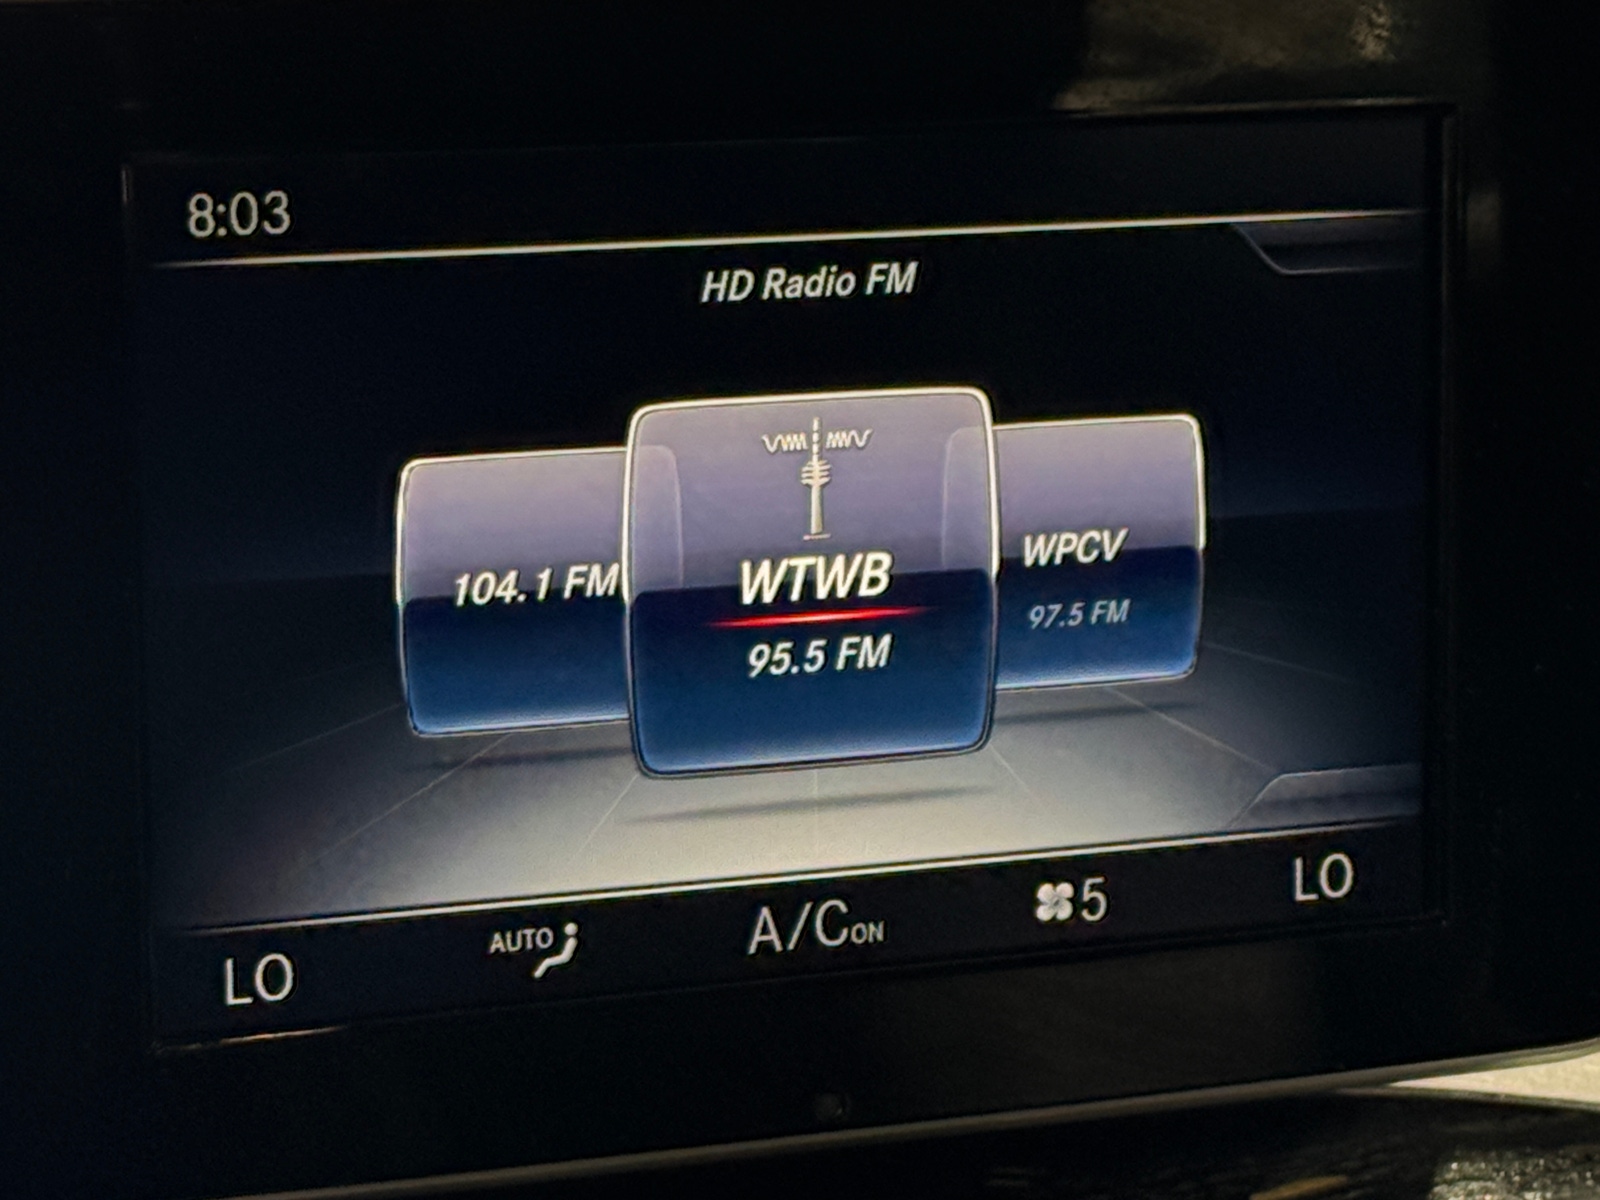 8:03
HD Radio FM
104.1 FM
WTWB
95.5 FM
WPCV
97.5 FM
LO
AUTO
A/C ON
5
LO